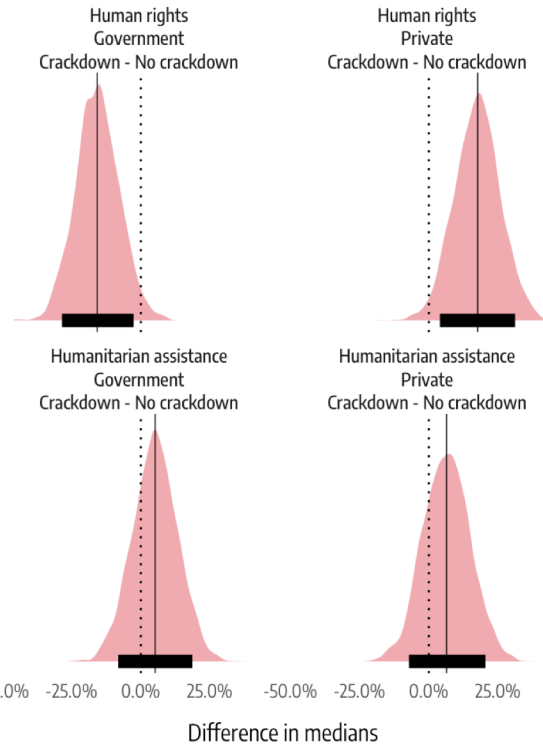 Human rights
Government
Crackdown - No crackdown
Human rights
Private
Crackdown - No crackdown
Humanitarian assistance
Government
Crackdown - No crackdown
Humanitarian assistance
Private
Crackdown - No crackdown
.0% -25.0% 0.0% 25.0% -50.0% -25.0% 0.0% 25.0%
Difference in medians